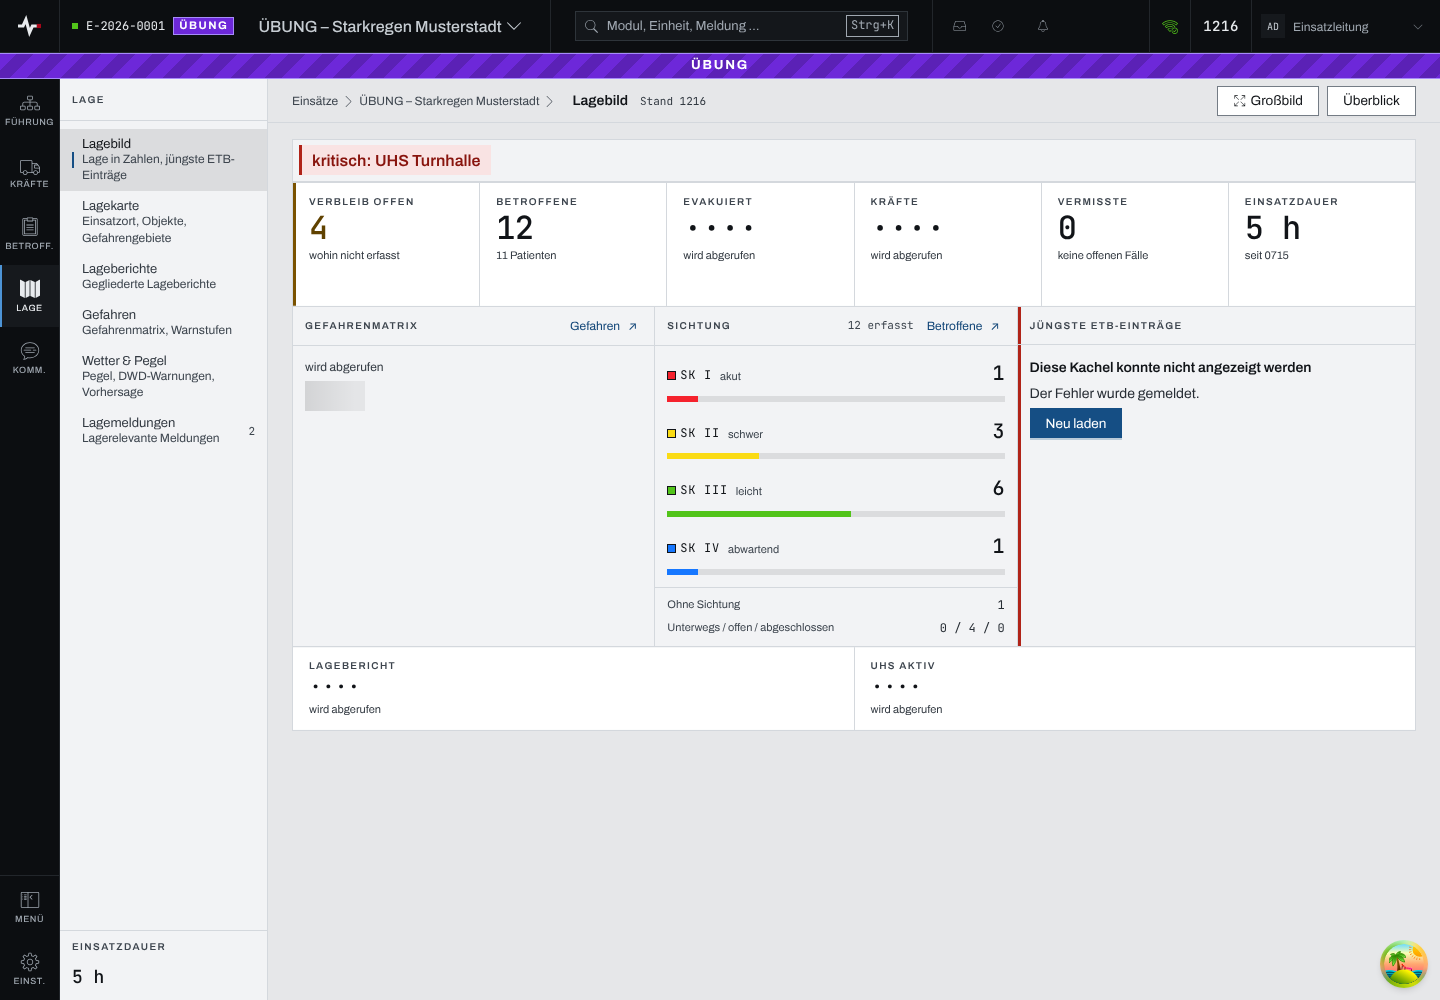 E-2026-0001 ÜBUNG ÜBUNG – Starkregen Musterstadt Modul, Einheit, Meldung ... Strg+K 1216 AD Einsatzleitung
ÜBUNG
FÜHRUNG
KRÄFTE
BETROFF.
LAGE
KOMM.
MENÜ
EINST.
LAGE
Lagebild
Lage in Zahlen, jüngste ETB-
Einträge
Lagekarte
Einsatzort, Objekte,
Gefahrengebiete
Lageberichte
Gegliederte Lageberichte
Gefahren
Gefahrenmatrix, Warnstufen
Wetter & Pegel
Pegel, DWD-Warnungen,
Vorhersage
Lagemeldungen
Lagerelevante Meldungen 2
EINSATZDAUER
5 h
Einsätze ÜBUNG – Starkregen Musterstadt Lagebild Stand 1216 Großbild Überblick
kritisch: UHS Turnhalle
VERBLEIB OFFEN
4
wohin nicht erfasst
BETROFFENE
12
11 Patienten
EVAKUIERT
• • • •
wird abgerufen
KRÄFTE
• • • •
wird abgerufen
VERMISSTE
0
keine offenen Fälle
EINSATZDAUER
5 h
seit 0715
GEFAHRENMATRIX Gefahren
wird abgerufen
SICHTUNG 12 erfasst Betroffene
SK I akut 1
SK II schwer 3
SK III leicht 6
SK IV abwartend 1
Ohne Sichtung 1
Unterwegs / offen / abgeschlossen 0 / 4 / 0
JÜNGSTE ETB-EINTRÄGE
Diese Kachel konnte nicht angezeigt werden
Der Fehler wurde gemeldet.
Neu laden
LAGEBERICHT
• • • •
wird abgerufen
UHS AKTIV
• • • •
wird abgerufen